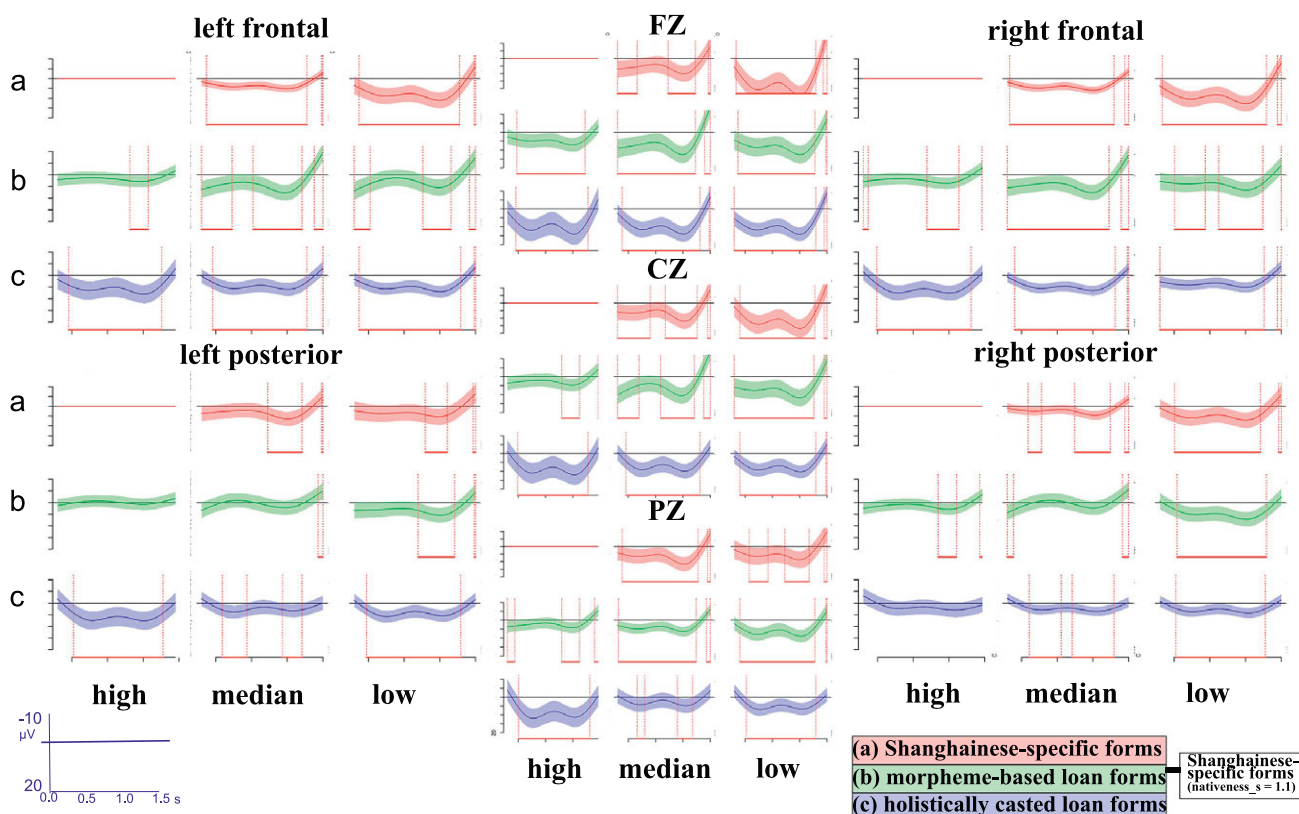 left frontal
FZ
right frontal
a
b
c
CZ
left posterior
right posterior
a
b
c
PZ
high median low
high median low
high median low
-10
μV
20
0.0 0.5 1.0 1.5 s
20
(a) Shanghainese-specific forms
(b) morpheme-based loan forms
(c) holistically casted loan forms
Shanghainese-
specific forms
(nativeness_s = 1.1)